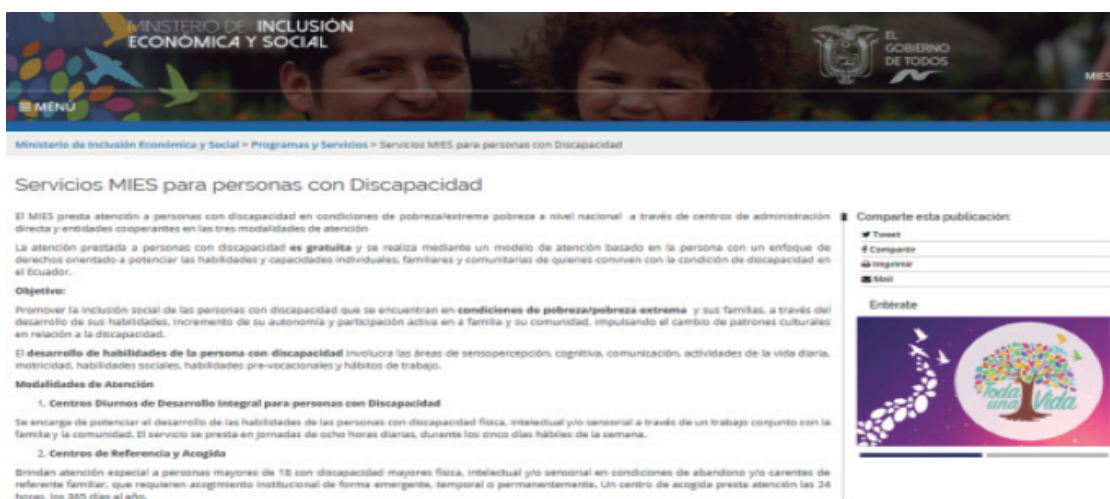 MINISTERIO DE INCLUSIÓN
ECONÓMICA Y SOCIAL
EL
GOBIERNO
DE TODOS
MIES
MENÚ
Ministerio de Inclusión Económica y Social > Programas y Servicios > Servicios MIES para personas con Discapacidad
Servicios MIES para personas con Discapacidad
El MIES presta atención a personas con discapacidad en condiciones de pobreza/extrema pobreza a nivel nacional a través de centros de administración
directa y entidades cooperantes en las tres modalidades de atención
La atención prestada a personas con discapacidad es gratuita y se realiza mediante un modelo de atención basado en la persona con un enfoque de
derechos orientado a potenciar las habilidades y capacidades individuales, familiares y comunitarias de quienes conviven con la condición de discapacidad en
el Ecuador.
Objetivo:
Promover la inclusión social de las personas con discapacidad que se encuentran en condiciones de pobreza/pobreza extrema y sus familias, a través del
desarrollo de sus habilidades, incremento de su autonomía y participación activa en a familia y su comunidad, impulsando el cambio de patrones culturales
en relación a la discapacidad.
El desarrollo de habilidades de la persona con discapacidad involucra las áreas de sensopercepción, cognitiva, comunicación, actividades de la vida diaria,
motricidad, habilidades sociales, habilidades pre-vocacionales y hábitos de trabajo.
Modalidades de Atención
1. Centros Diurnos de Desarrollo Integral para personas con Discapacidad
Se encarga de potenciar el desarrollo de las habilidades de las personas con discapacidad física, intelectual y/o sensorial a través de un trabajo conjunto con la
familia y la comunidad. El servicio se presta en jornadas de ocho horas diarias, durante los cinco días hábiles de la semana.
2. Centros de Referencia y Acogida
Brindan atención especial a personas mayores de 18 con discapacidad mayores física, intelectual y/o sensorial en condiciones de abandono y/o carentes de
referente familiar, que requieren acogimiento institucional de forma emergente, temporal o permanentemente. Un centro de acogida presta atención las 24
horas, los 365 días al año.
Comparte esta publicación:
Tweet
Compartir
Imprimir
Mail
Entérate
Toda
una Vida